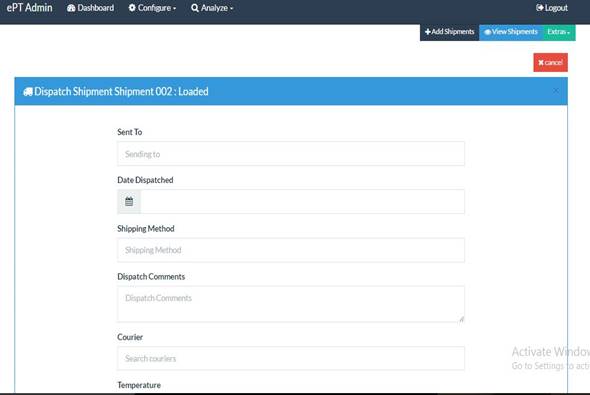 ePT Admin Dashboard Configure Analyze Logout
Add Shipments View Shipments Extras
cancel
Dispatch Shipment Shipment 002 : Loaded
Sent To
Sending to
Date Dispatched
Shipping Method
Shipping Method
Dispatch Comments
Dispatch Comments
Courier
Search couriers
Temperature
Activate Window
Go to Settings to acti